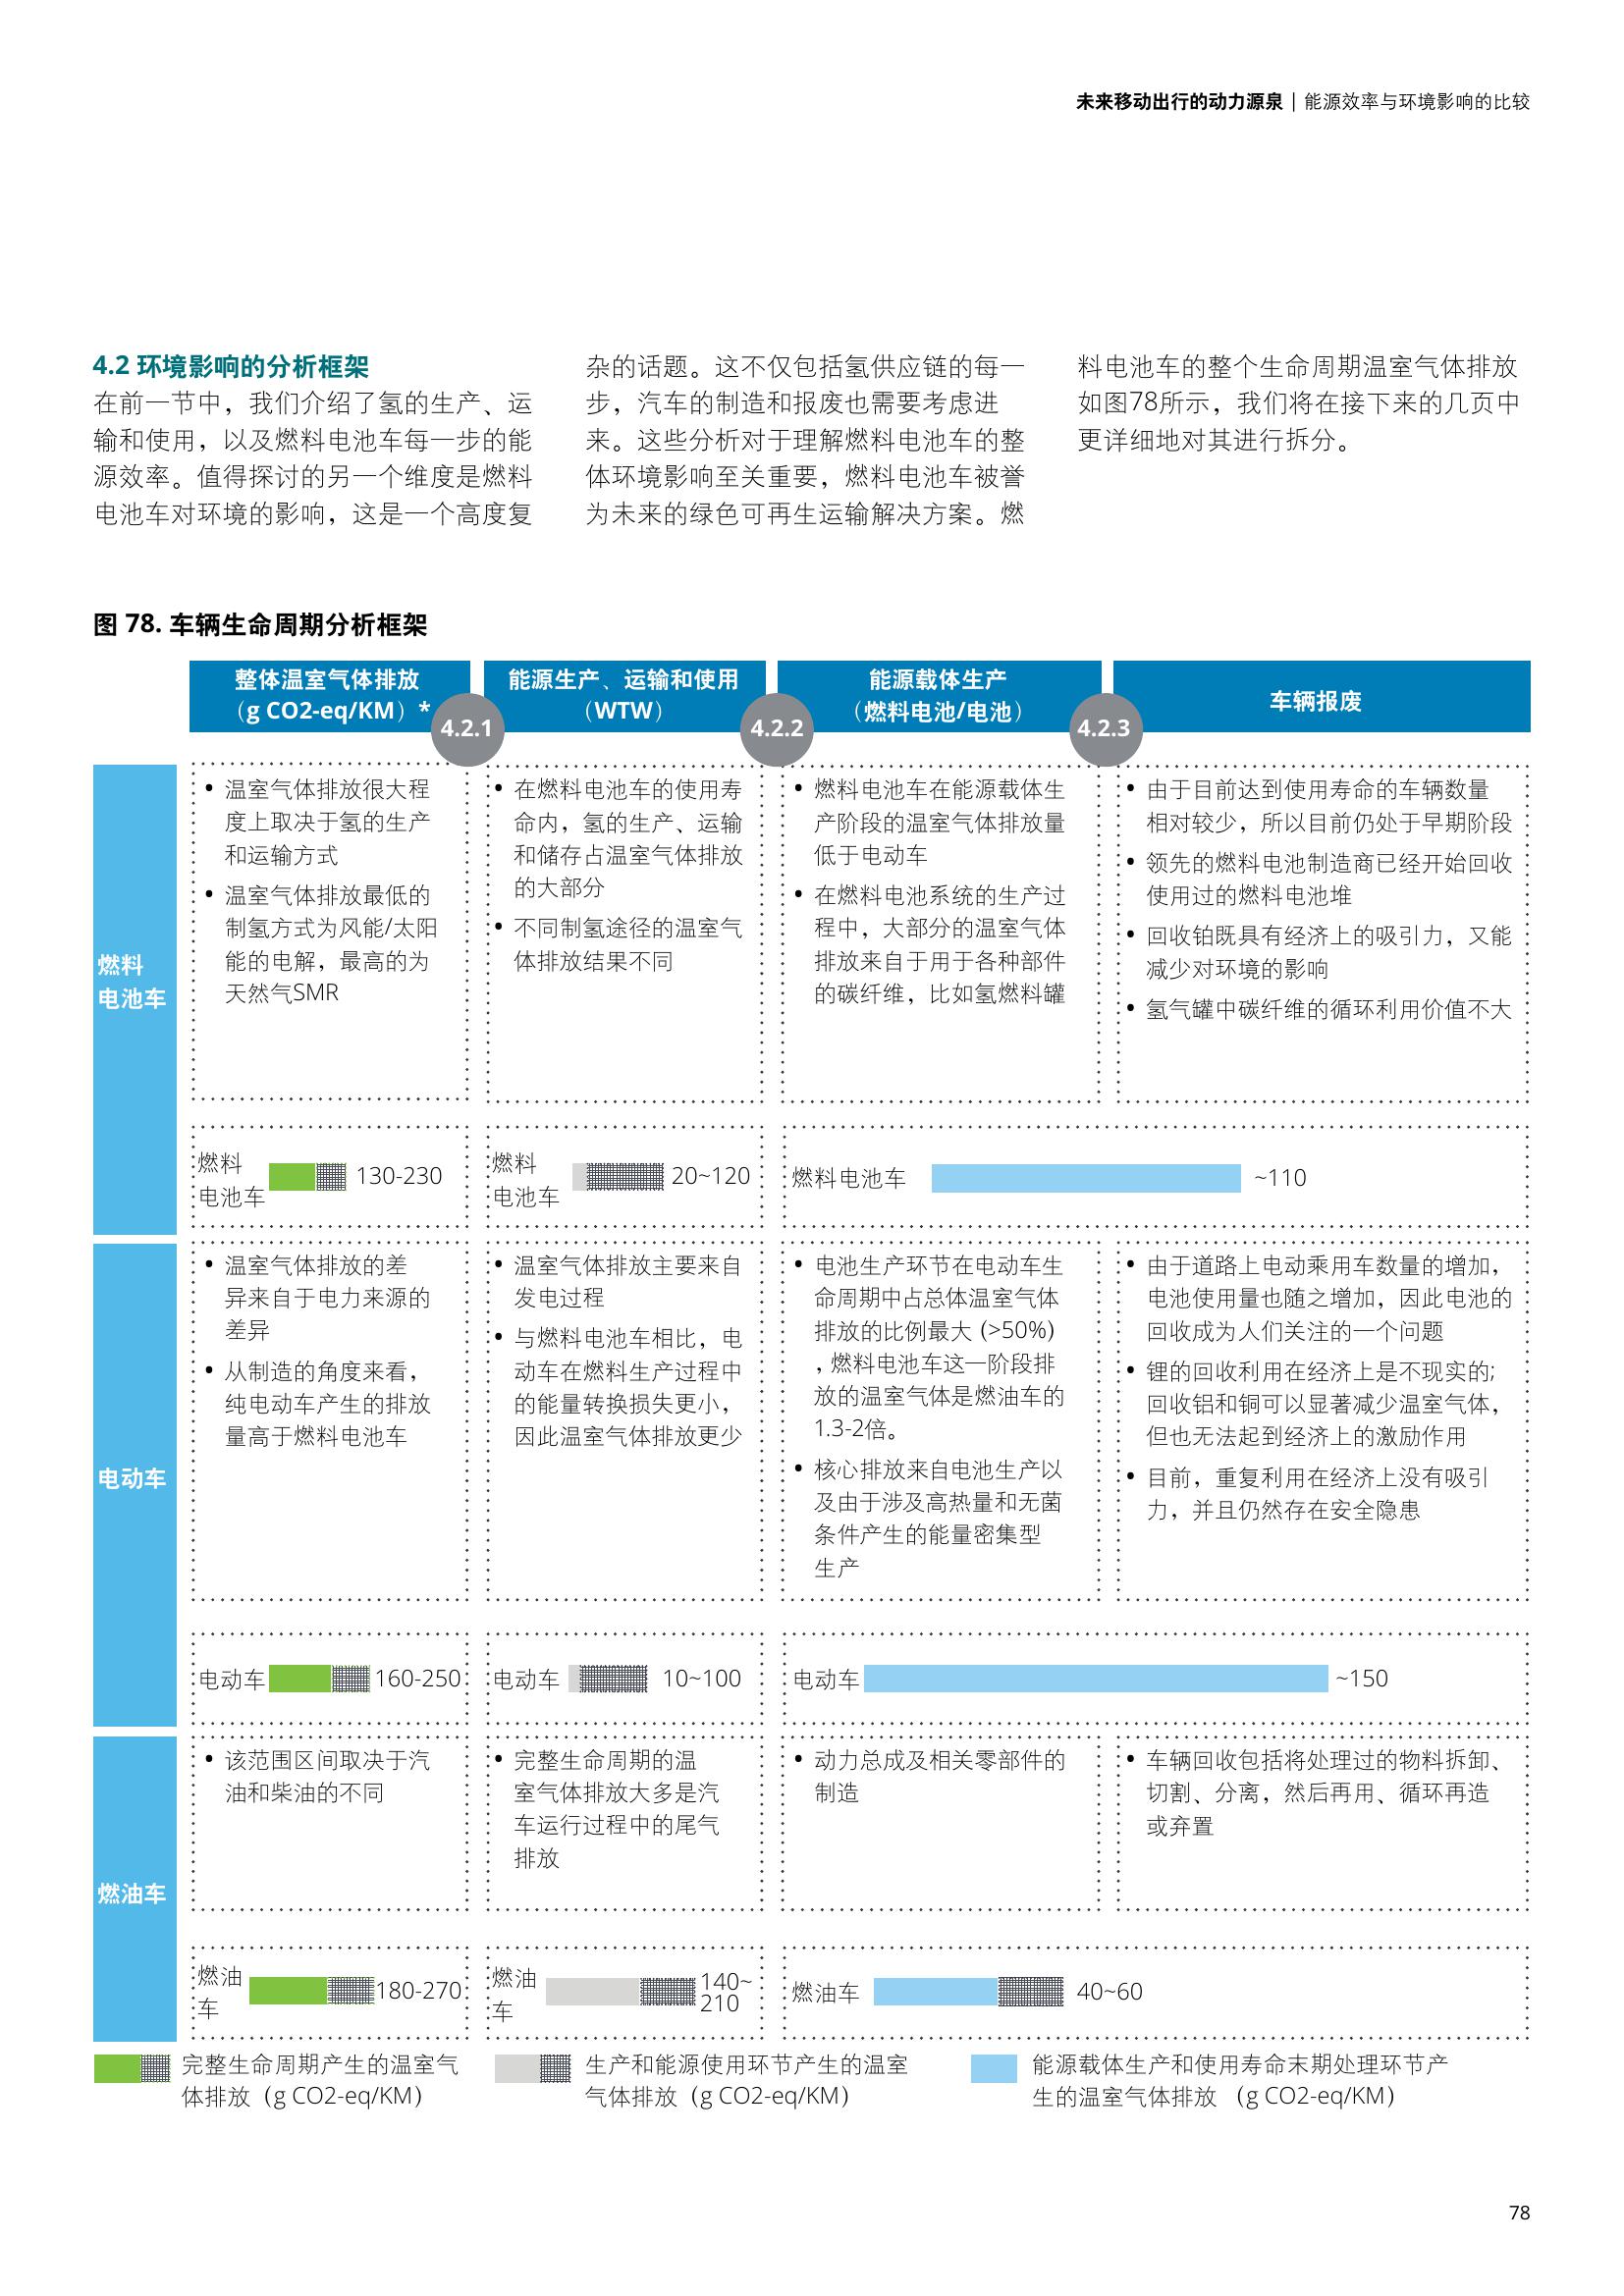 未来移动出行的动力源泉 | 能源效率与环境影响的比较
4.2 环境影响的分析框架
在前一节中，我们介绍了氢的生产、运
输和使用，以及燃料电池车每一步的能
源效率。值得探讨的另一个维度是燃料
电池车对环境的影响，这是一个高度复
杂的话题。这不仅包括氢供应链的每一
步，汽车的制造和报废也需要考虑进
来。这些分析对于理解燃料电池车的整
体环境影响至关重要，燃料电池车被誉
为未来的绿色可再生运输解决方案。燃
料电池车的整个生命周期温室气体排放
如图78所示，我们将在接下来的几页中
更详细地对其进行拆分。
图 78. 车辆生命周期分析框架
整体温室气体排放
（g CO2-eq/KM）*
4.2.1
能源生产、运输和使用
（WTW）
4.2.2
能源载体生产
（燃料电池/电池）
4.2.3
车辆报废
燃料
电池车
• 温室气体排放很大程
度上取决于氢的生产
和运输方式
• 温室气体排放最低的
制氢方式为风能/太阳
能的电解，最高的为
天然气SMR
• 在燃料电池车的使用寿
命内，氢的生产、运输
和储存占温室气体排放
的大部分
• 不同制氢途径的温室气
体排放结果不同
• 燃料电池车在能源载体生
产阶段的温室气体排放量
低于电动车
• 在燃料电池系统的生产过
程中，大部分的温室气体
排放来自于用于各种部件
的碳纤维，比如氢燃料罐
• 由于目前达到使用寿命的车辆数量
相对较少，所以目前仍处于早期阶段
• 领先的燃料电池制造商已经开始回收
使用过的燃料电池堆
• 回收铂既具有经济上的吸引力，又能
减少对环境的影响
• 氢气罐中碳纤维的循环利用价值不大
燃料
电池车
130-230
燃料
电池车
20~120
燃料电池车
~110
电动车
• 温室气体排放的差
异来自于电力来源的
差异
• 从制造的角度来看，
纯电动车产生的排放
量高于燃料电池车
• 温室气体排放主要来自
发电过程
• 与燃料电池车相比，电
动车在燃料生产过程中
的能量转换损失更小，
因此温室气体排放更少
• 电池生产环节在电动车生
命周期中占总体温室气体
排放的比例最大 (>50%)
，燃料电池车这一阶段排
放的温室气体是燃油车的
1.3-2倍。
• 核心排放来自电池生产以
及由于涉及高热量和无菌
条件产生的能量密集型
生产
• 由于道路上电动乘用车数量的增加，
电池使用量也随之增加，因此电池的
回收成为人们关注的一个问题
• 锂的回收利用在经济上是不现实的;
回收铝和铜可以显著减少温室气体，
但也无法起到经济上的激励作用
• 目前，重复利用在经济上没有吸引
力，并且仍然存在安全隐患
电动车 160-250
电动车 10~100
电动车 ~150
燃油车
• 该范围区间取决于汽
油和柴油的不同
• 完整生命周期的温
室气体排放大多是汽
车运行过程中的尾气
排放
• 动力总成及相关零部件的
制造
• 车辆回收包括将处理过的物料拆卸、
切割、分离，然后再用、循环再造
或弃置
燃油
车
180-270
燃油
车
140~
210
燃油车 40~60
完整生命周期产生的温室气
体排放（g CO2-eq/KM）
生产和能源使用环节产生的温室
气体排放（g CO2-eq/KM）
能源载体生产和使用寿命末期处理环节产
生的温室气体排放 （g CO2-eq/KM）
78